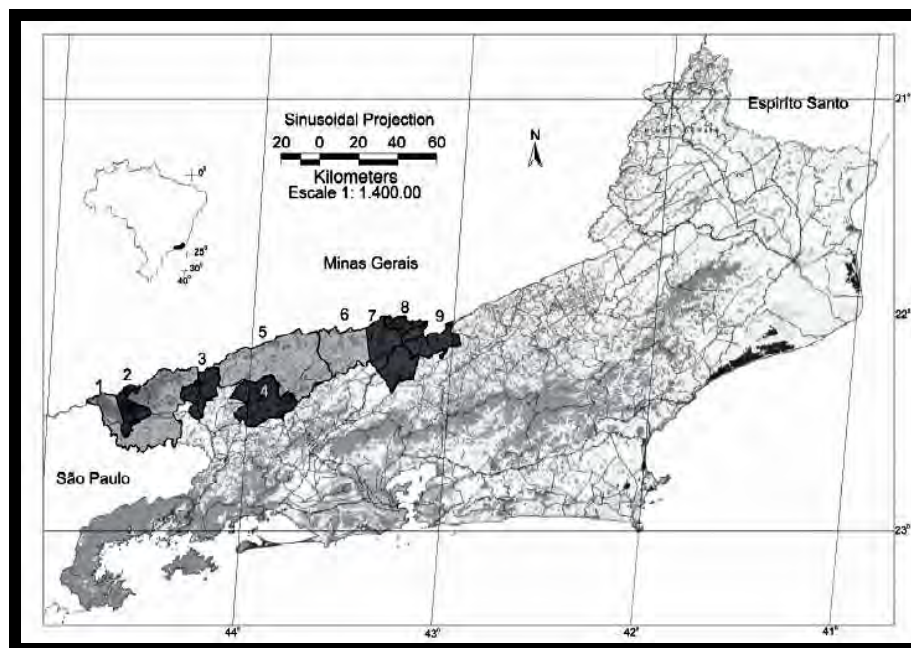 Espírito Santo
21°
Sinusoidal Projection
20 0 20 40 60
Kilometers
Escale 1: 1.400.00
N
0°
25°
30°
40°
Minas Gerais
22°
1 2 3 4 5 6 7 8 9
São Paulo
23°
44° 43° 42° 41°